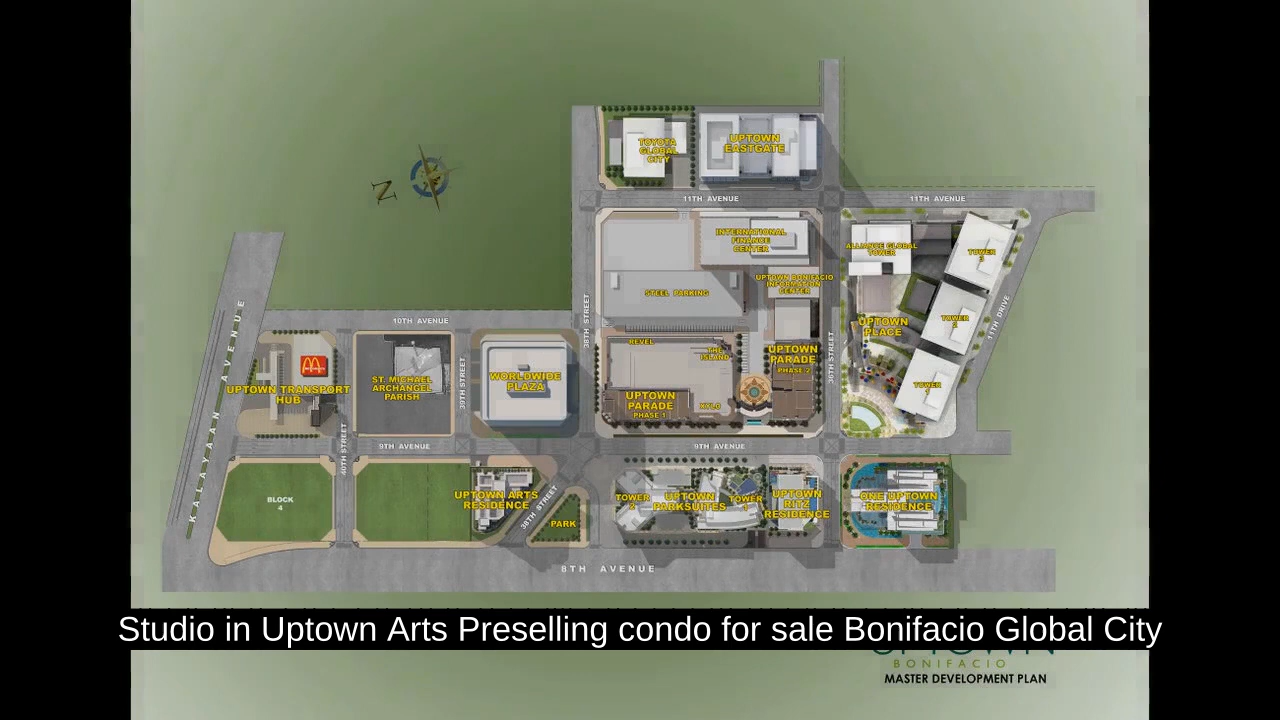 TOYOTA
GLOBAL
CITY
UPTOWN
EASTGATE
N
11TH AVENUE
11TH AVENUE
INTERNATIONAL
FINANCE
CENTER
ALLIANCE GLOBAL
TOWER
TOWER
3
STEEL PARKING
UPTOWN BONIFACIO
INFORMATION
CENTER
KALAYAAN AVENUE
10TH AVENUE
38TH STREET
36TH STREET
11TH DRIVE
TOWER
2
UPTOWN
PLACE
REVEL
THE
ISLAND
UPTOWN
PARADE
PHASE 2
UPTOWN TRANSPORT
HUB
ST. MICHAEL
ARCHANGEL
PARISH
39TH STREET
WORLDWIDE
PLAZA
UPTOWN
PARADE
PHASE 1
XYLO
TOWER
40TH STREET
9TH AVENUE
9TH AVENUE
BLOCK
4
UPTOWN ARTS
RESIDENCE
38TH STREET
PARK
TOWER
2
UPTOWN
PARKSUITES
TOWER
1
UPTOWN
RITZ
RESIDENCE
ONE UPTOWN
RESIDENCE
8TH AVENUE
Studio in Uptown Arts Preselling condo for sale Bonifacio Global City
UPTOWN
BONIFACIO
MASTER DEVELOPMENT PLAN